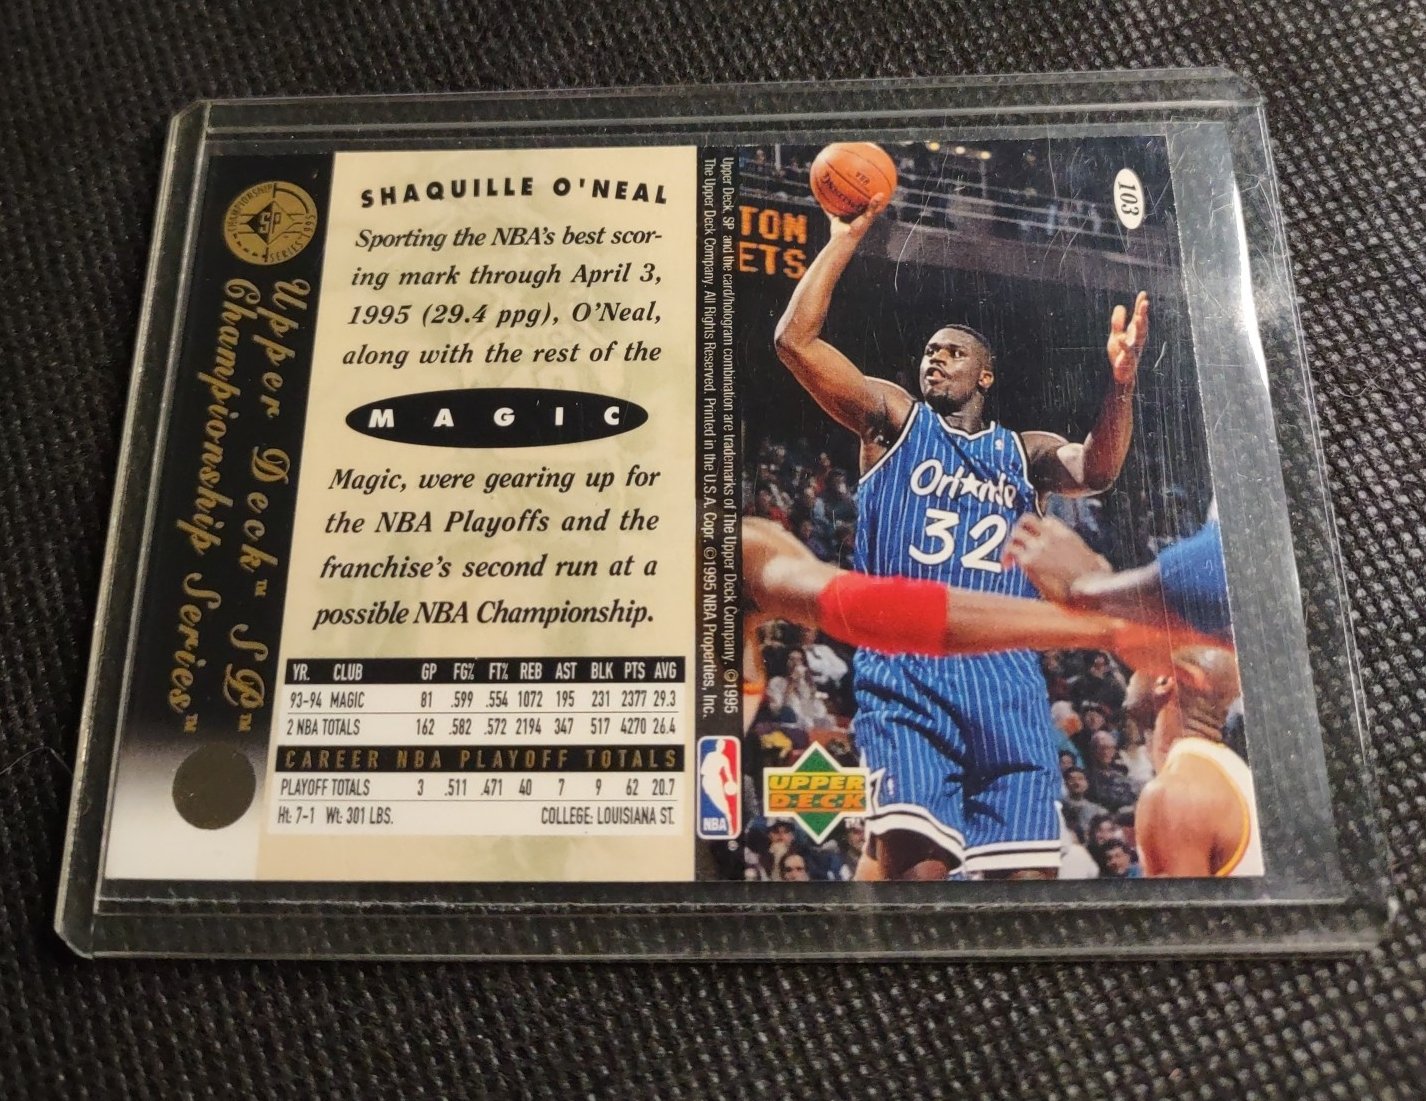 CHAMPIONSHIP
SP
SERIES '95
Upper Deck™ SP™
Championship Series™
SHAQUILLE O'NEAL
Sporting the NBA's best scor-
ing mark through April 3,
1995 (29.4 ppg), O'Neal,
along with the rest of the
MAGIC
Magic, were gearing up for
the NBA Playoffs and the
franchise's second run at a
possible NBA Championship.
YR. CLUB GP FG% FT% REB AST BLK PTS AVG
93-94 MAGIC 81 .599 .554 1072 195 231 2377 29.3
2 NBA TOTALS 162 .582 .572 2194 347 517 4270 26.4
CAREER NBA PLAYOFF TOTALS
PLAYOFF TOTALS 3 .511 .471 40 7 9 62 20.7
Ht: 7-1 Wt: 301 LBS. COLLEGE: LOUISIANA ST.
Upper Deck, SP and the card/hologram combination are trademarks of The Upper Deck Company. ©1995
The Upper Deck Company. All Rights Reserved. Printed in the U.S.A. Copr. ©1995 NBA Properties, Inc.
NBA
®
103
TON
ETS
Orlando
32
UPPER
DECK
TM